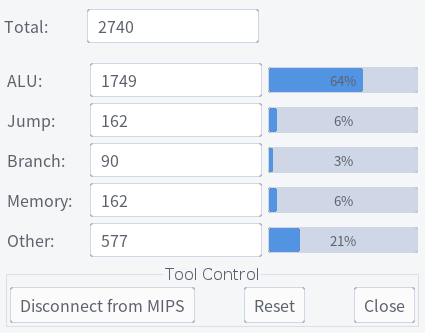 Total: 2740
ALU: 1749 64%
Jump: 162 6%
Branch: 90 3%
Memory: 162 6%
Other: 577 21%
Tool Control
Disconnect from MIPS Reset Close